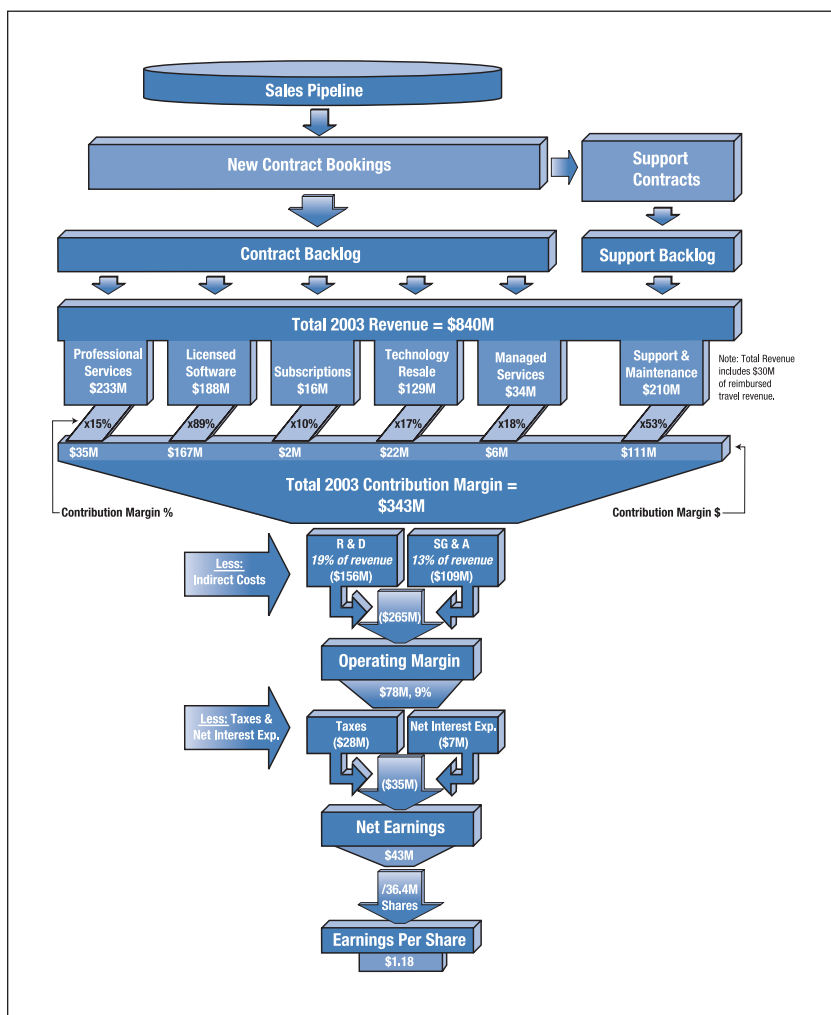 Sales Pipeline
New Contract Bookings
Support
Contracts
Contract Backlog
Support Backlog
Total 2003 Revenue = $840M
Professional
Services
$233M
Licensed
Software
$188M
Subscriptions
$16M
Technology
Resale
$129M
Managed
Services
$34M
Support &
Maintenance
$210M
Note: Total Revenue
includes $30M
of reimbursed
travel revenue.
x15%
x89%
x10%
x17%
x18%
x53%
$35M
$167M
$2M
$22M
$6M
$111M
Total 2003 Contribution Margin =
$343M
Contribution Margin %
Contribution Margin $
Less:
Indirect Costs
R & D
19% of revenue
($156M)
SG & A
13% of revenue
($109M)
($265M)
Operating Margin
$78M, 9%
Less: Taxes &
Net Interest Exp.
Taxes
($28M)
Net Interest Exp.
($7M)
($35M)
Net Earnings
$43M
/36.4M
Shares
Earnings Per Share
$1.18